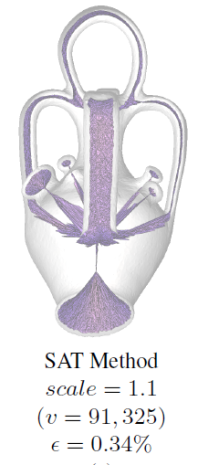 SAT Method
scale = 1.1
(v = 91, 325)
ϵ = 0.34%